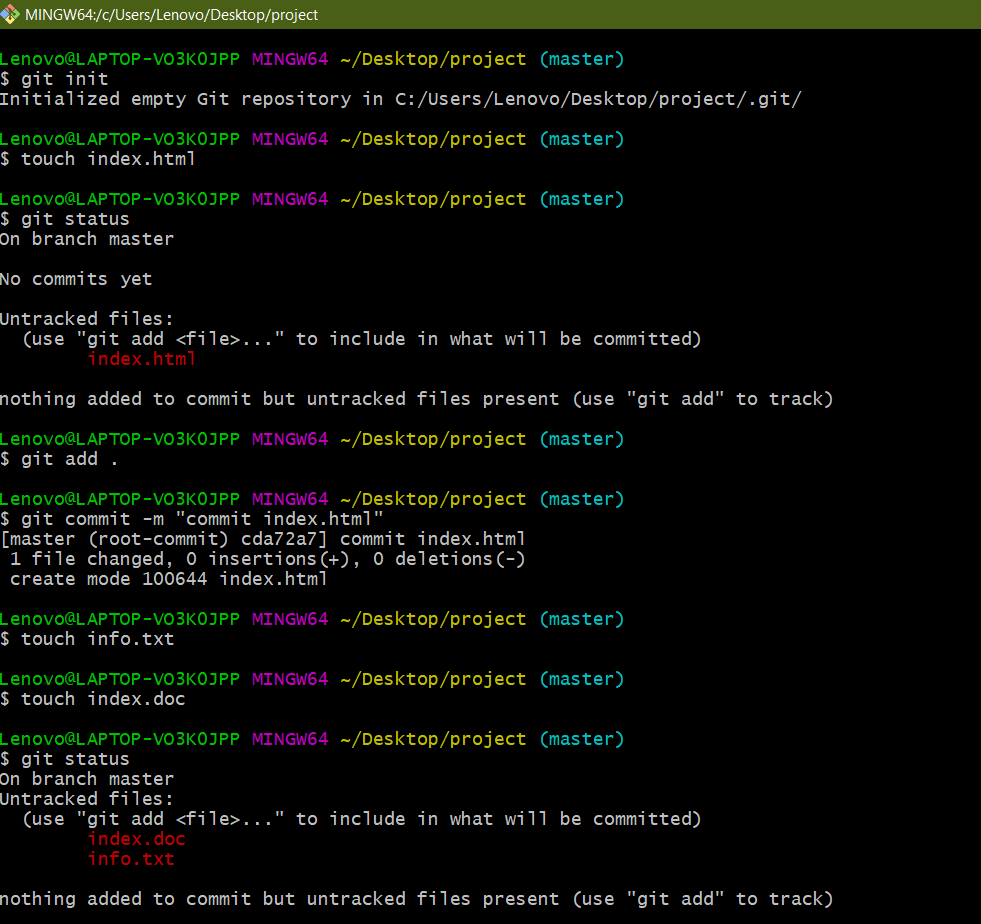 MINGW64:/c/Users/Lenovo/Desktop/project
Lenovo@LAPTOP-VO3K0JPP MINGW64 ~/Desktop/project (master)
$ git init
Initialized empty Git repository in C:/Users/Lenovo/Desktop/project/.git/
Lenovo@LAPTOP-VO3K0JPP MINGW64 ~/Desktop/project (master)
$ touch index.html
Lenovo@LAPTOP-VO3K0JPP MINGW64 ~/Desktop/project (master)
$ git status
On branch master
No commits yet
Untracked files:
  (use "git add <file>..." to include in what will be committed)
        index.html
nothing added to commit but untracked files present (use "git add" to track)
Lenovo@LAPTOP-VO3K0JPP MINGW64 ~/Desktop/project (master)
$ git add .
Lenovo@LAPTOP-VO3K0JPP MINGW64 ~/Desktop/project (master)
$ git commit -m "commit index.html"
[master (root-commit) cda72a7] commit index.html
 1 file changed, 0 insertions(+), 0 deletions(-)
 create mode 100644 index.html
Lenovo@LAPTOP-VO3K0JPP MINGW64 ~/Desktop/project (master)
$ touch info.txt
Lenovo@LAPTOP-VO3K0JPP MINGW64 ~/Desktop/project (master)
$ touch index.doc
Lenovo@LAPTOP-VO3K0JPP MINGW64 ~/Desktop/project (master)
$ git status
On branch master
Untracked files:
  (use "git add <file>..." to include in what will be committed)
        index.doc
        info.txt
nothing added to commit but untracked files present (use "git add" to track)